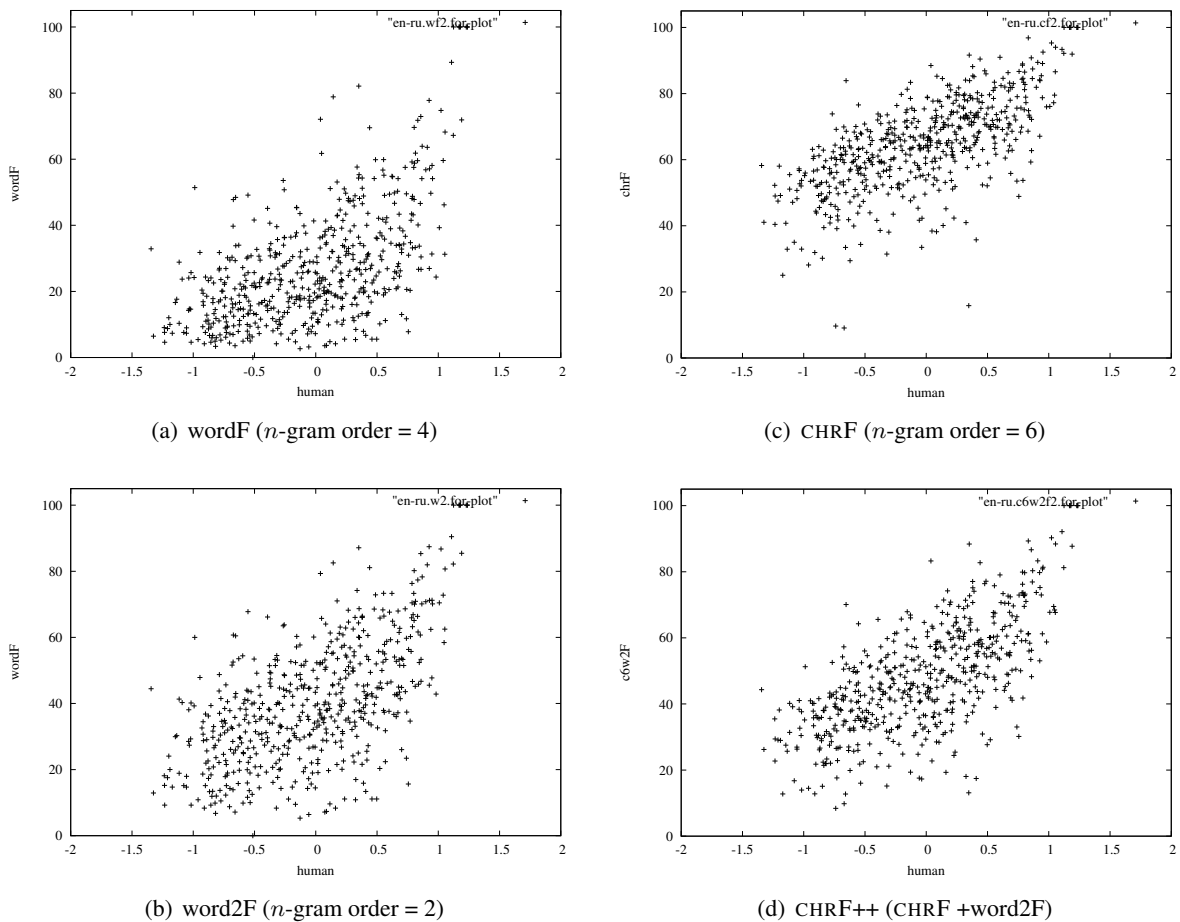 100
80
60
40
20
0
wordF
"en-ru.wf2.for-plot"
-2 -1.5 -1 -0.5 0 0.5 1 1.5 2
human
(a) wordF (n-gram order = 4)
100
80
60
40
20
0
chrF
"en-ru.cf2.for-plot"
-2 -1.5 -1 -0.5 0 0.5 1 1.5 2
human
(c) CHRF (n-gram order = 6)
100
80
60
40
20
0
wordF
"en-ru.w2.for-plot"
-2 -1.5 -1 -0.5 0 0.5 1 1.5 2
human
(b) word2F (n-gram order = 2)
100
80
60
40
20
0
c6w2F
"en-ru.c6w2f2.for-plot"
-2 -1.5 -1 -0.5 0 0.5 1 1.5 2
human
(d) CHRF++ (CHRF +word2F)